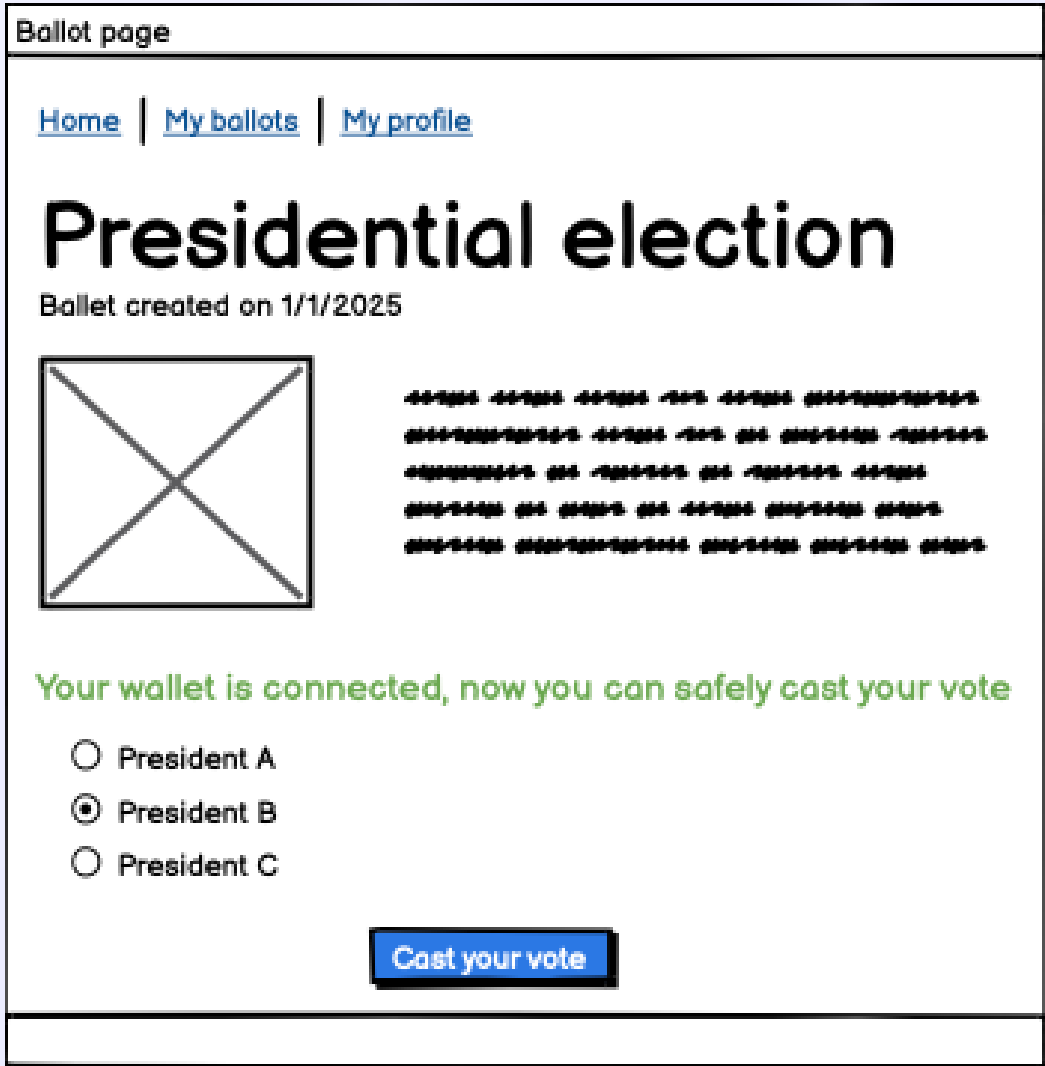 Ballot page
Home | My ballots | My profile
Presidential election
Ballet created on 1/1/2025
Your wallet is connected, now you can safely cast your vote
President A
President B
President C
Cast your vote